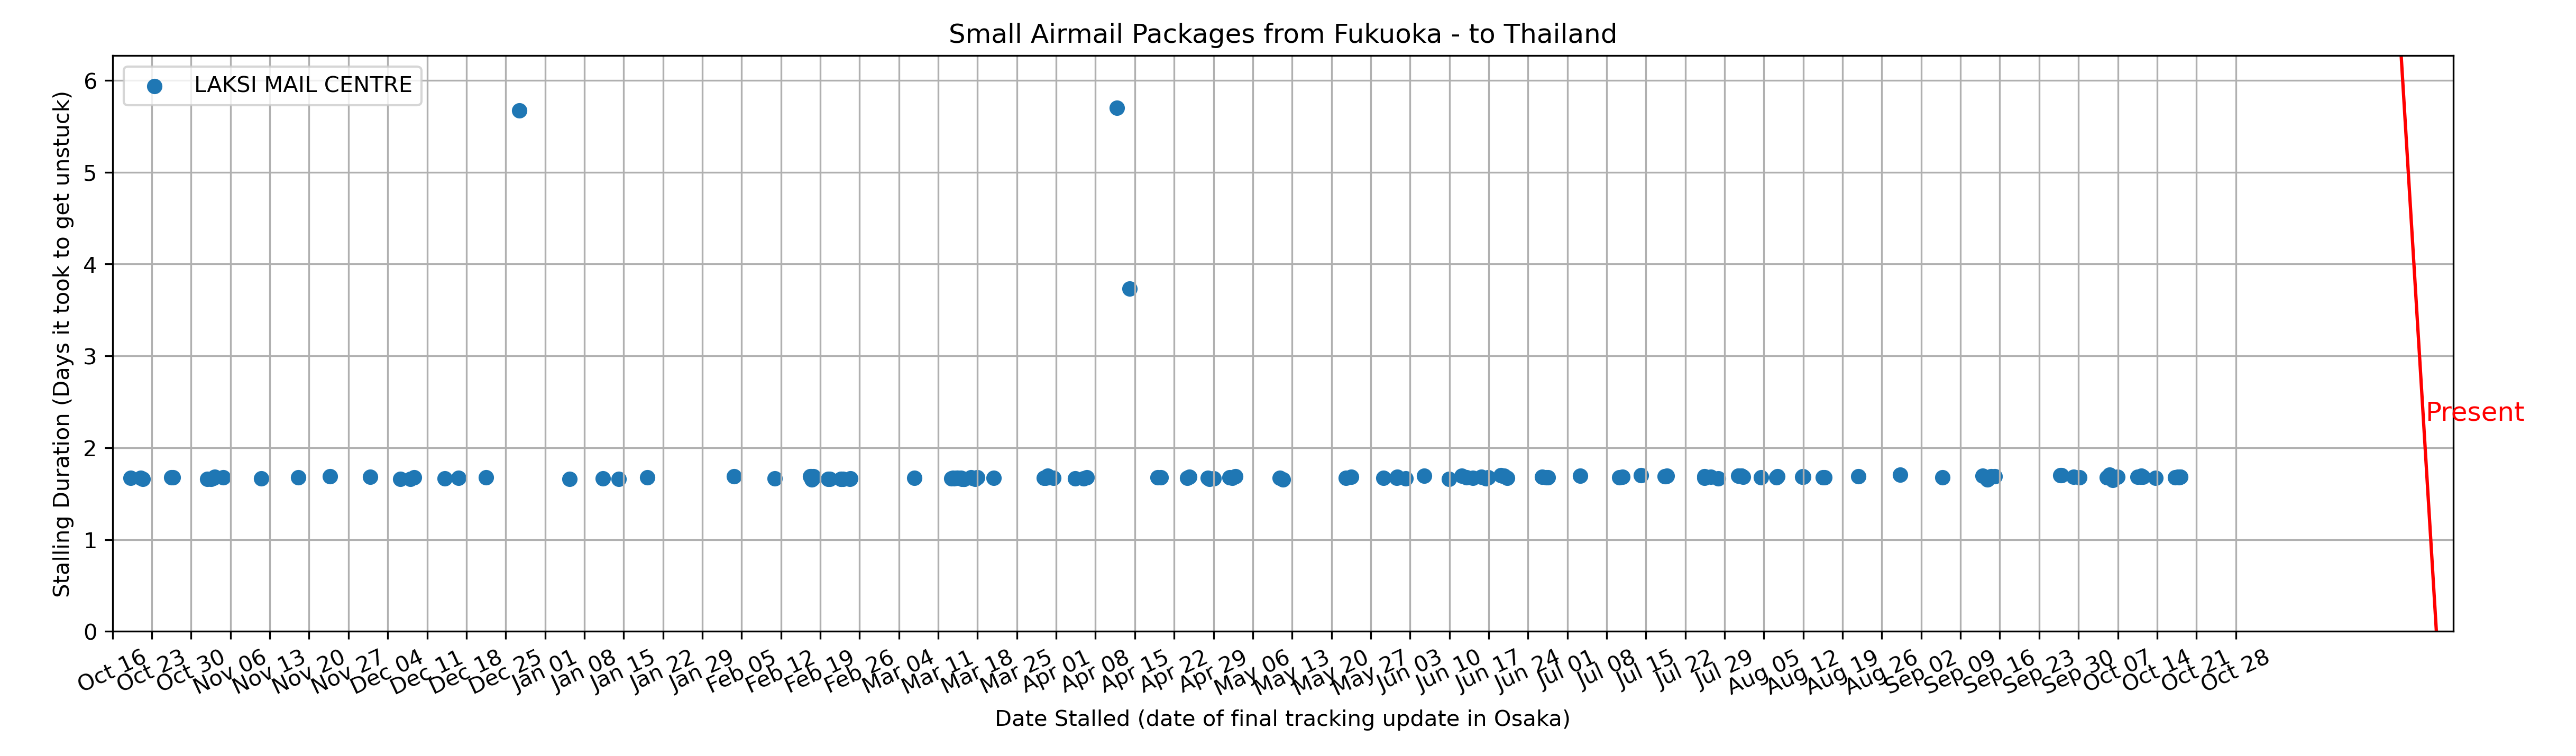 Small Airmail Packages from Fukuoka - to Thailand
LAKSI MAIL CENTRE
Stalling Duration (Days it took to get unstuck)
6
5
4
3
2
1
0
Present
Oct 16
Oct 23
Oct 30
Nov 06
Nov 13
Nov 20
Nov 27
Dec 04
Dec 11
Dec 18
Dec 25
Jan 01
Jan 08
Jan 15
Jan 22
Jan 29
Feb 05
Feb 12
Feb 19
Feb 26
Mar 04
Mar 11
Mar 18
Mar 25
Apr 01
Apr 08
Apr 15
Apr 22
Apr 29
May 06
May 13
May 20
May 27
Jun 03
Jun 10
Jun 17
Jun 24
Jul 01
Jul 08
Jul 15
Jul 22
Jul 29
Aug 05
Aug 12
Aug 19
Aug 26
Sep 02
Sep 09
Sep 16
Sep 23
Sep 30
Oct 07
Oct 14
Oct 21
Oct 28
Date Stalled (date of final tracking update in Osaka)